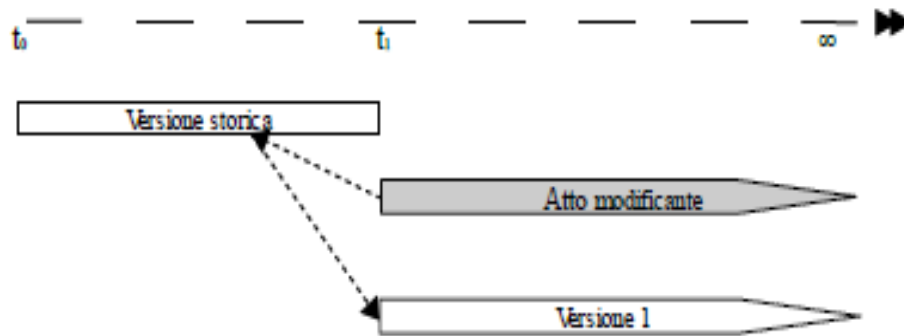 t₀ t₁ ∞
Versione storica
Atto modificante
Versione 1